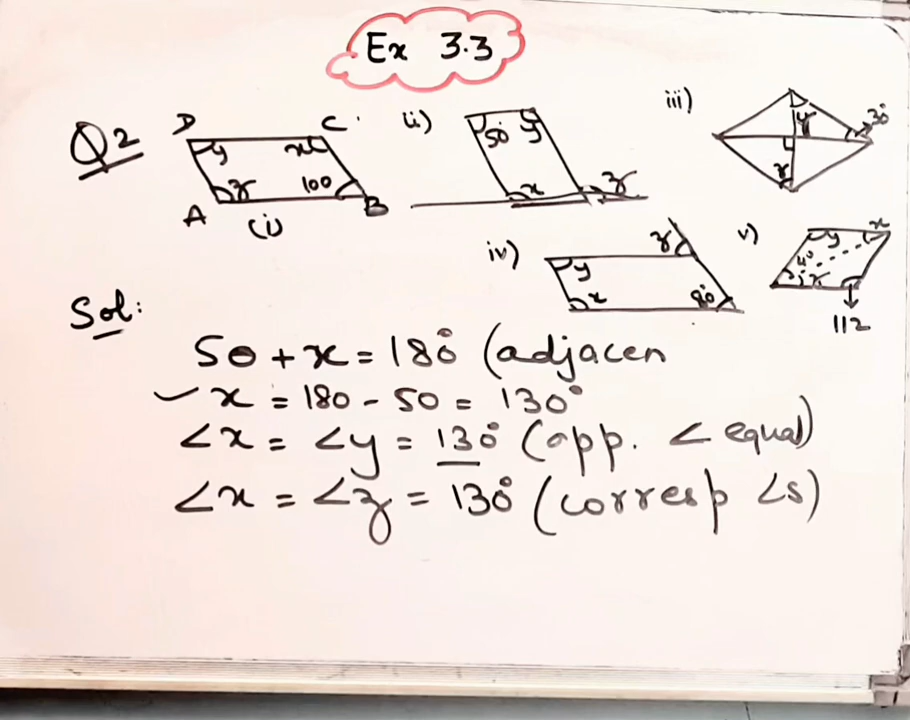 Ex 3.3
Q2
D C
y x
z 100
A B
(i)
(ii)
50° y
x z
iii)
y 30°
z
iv)
z
y
x 80°
v)
y x
40°
z
112
Sol:
50 + x = 180° (adjacen
✓ x = 180 - 50 = 130°
∠x = ∠y = 130° (opp. ∠ equal)
∠x = ∠z = 130° (corresp ∠s)